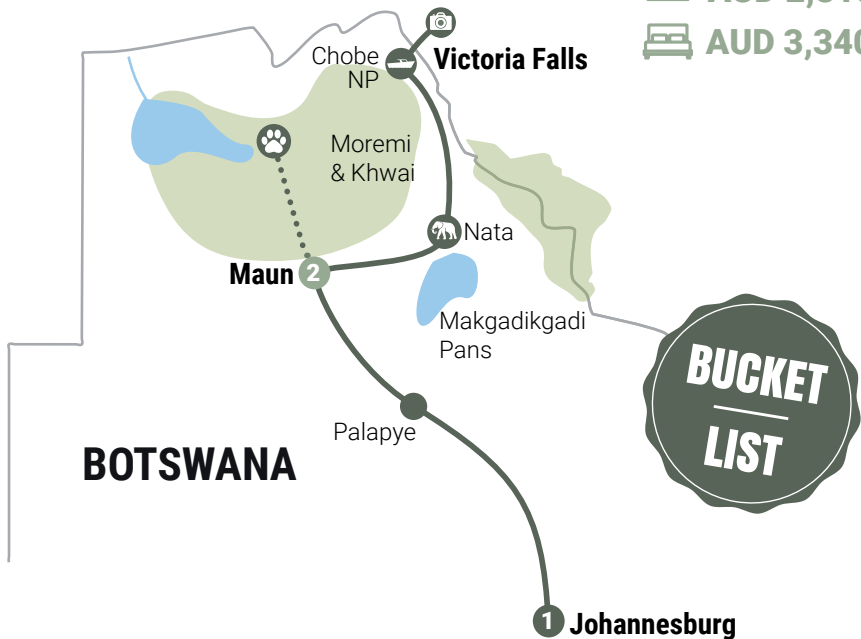 AUD 3,340
Chobe
NP
Victoria Falls
Moremi
& Khwai
Nata
Maun
2
Makgadikgadi
Pans
BUCKET
LIST
Palapye
BOTSWANA
1
Johannesburg